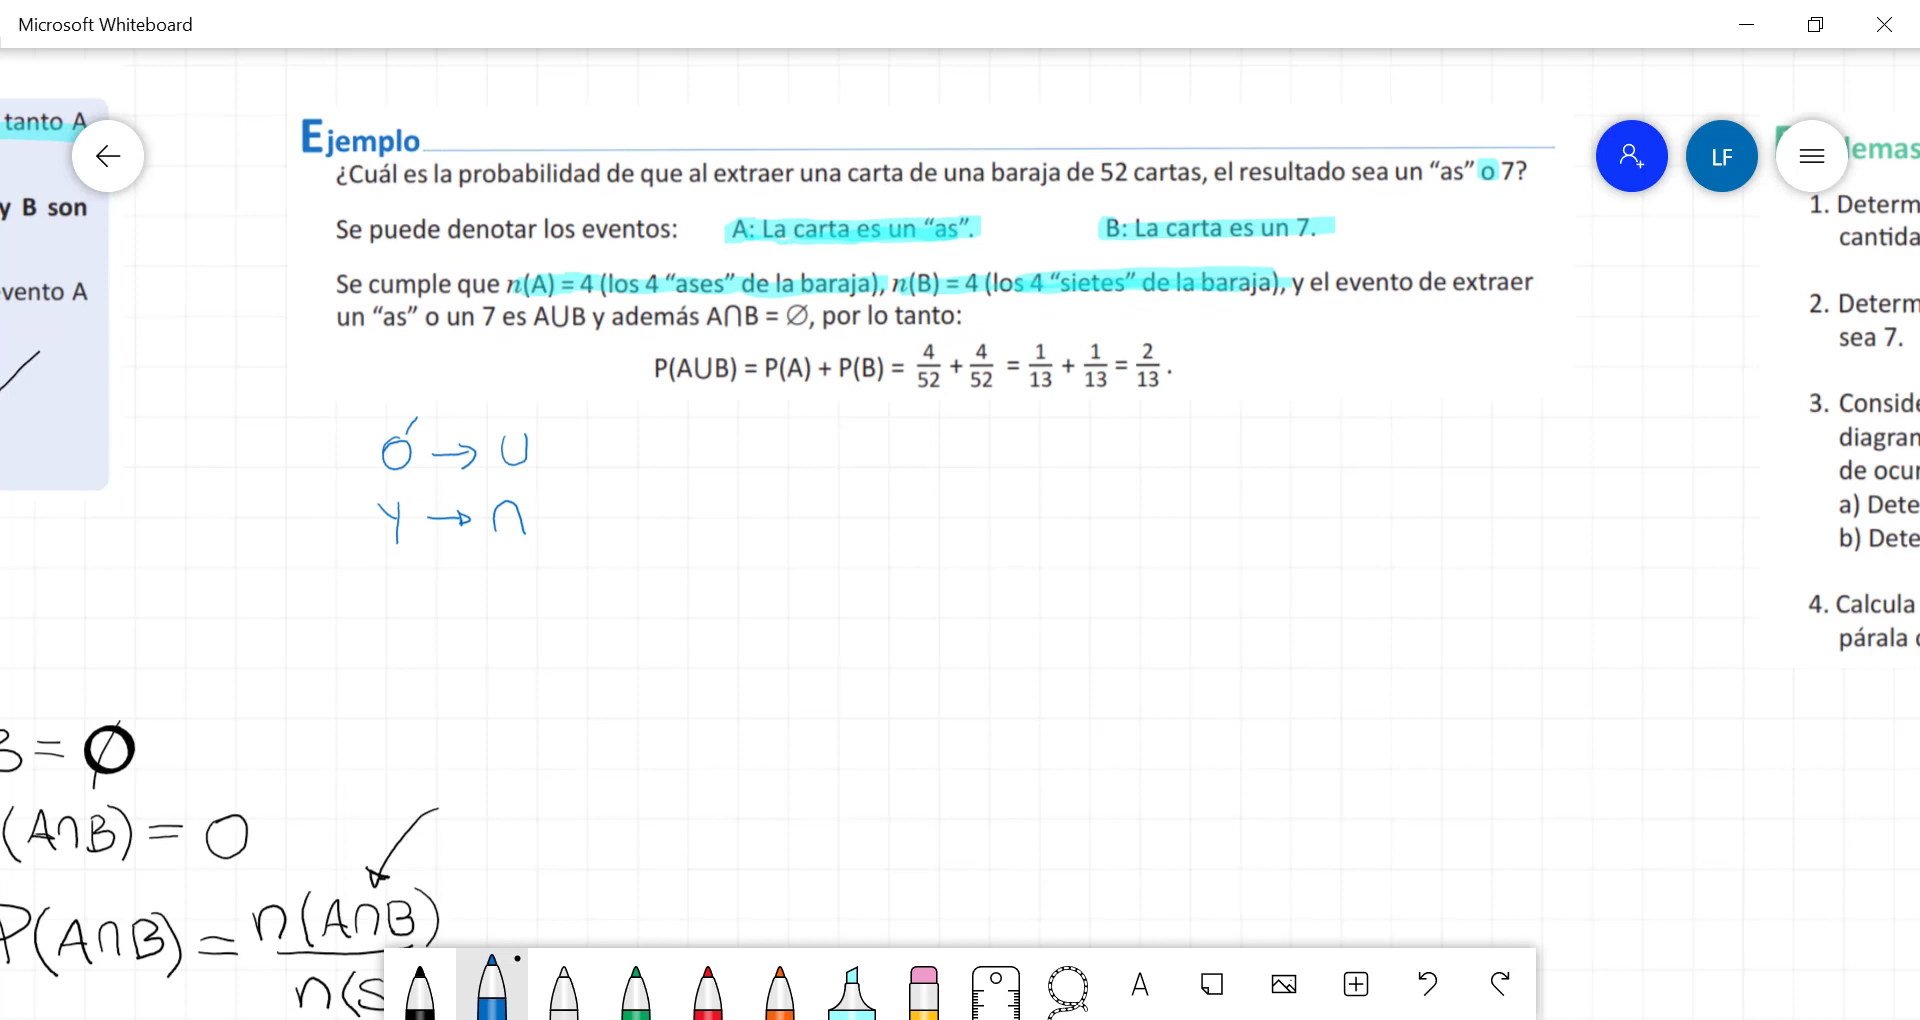 Microsoft Whiteboard
tanto A
y B son
vento A
Ejemplo
¿Cuál es la probabilidad de que al extraer una carta de una baraja de 52 cartas, el resultado sea un “as” o 7?
Se puede denotar los eventos: A: La carta es un “as”. B: La carta es un 7.
Se cumple que n(A) = 4 (los 4 “ases” de la baraja), n(B) = 4 (los 4 “sietes” de la baraja), y el evento de extraer
un “as” o un 7 es A∪B y además A∩B = ∅, por lo tanto:
P(A∪B) = P(A) + P(B) = 4/52 + 4/52 = 1/13 + 1/13 = 2/13 .
Ó → U
Y → ∩
B = ∅
(A∩B) = 0
P(A∩B) = n(A∩B)
n(S
LF
lemas
1. Determ
cantida
2. Determ
sea 7.
3. Conside
diagran
de ocur
a) Dete
b) Dete
4. Calcula
párala